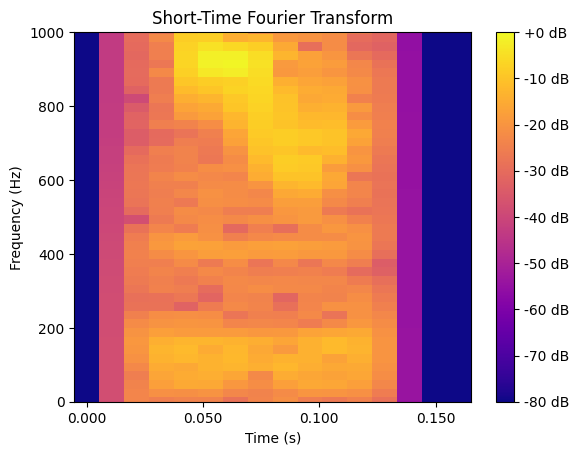 Short-Time Fourier Transform
Frequency (Hz)
1000
800
600
400
200
0
0.000
0.050
0.100
0.150
Time (s)
+0 dB
-10 dB
-20 dB
-30 dB
-40 dB
-50 dB
-60 dB
-70 dB
-80 dB